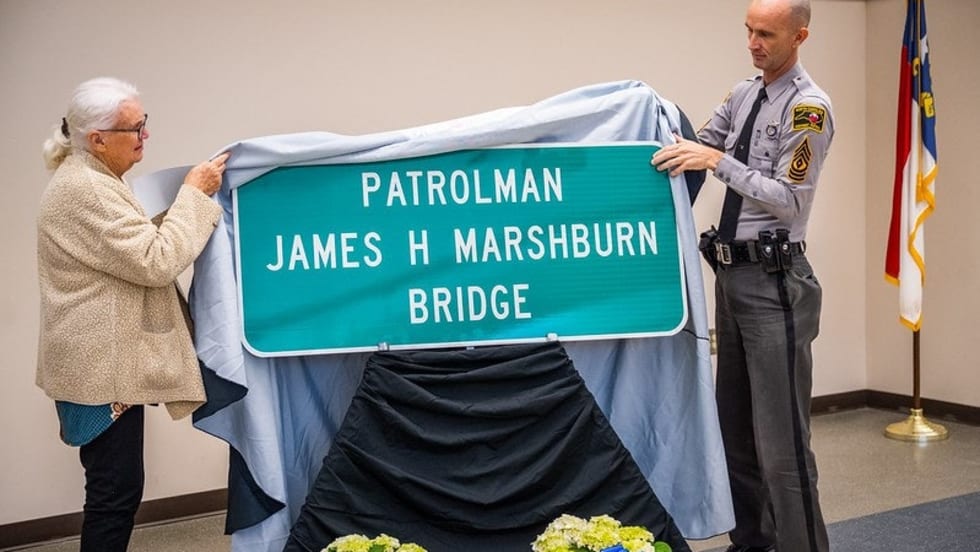 PATROLMAN
JAMES H MARSHBURN
BRIDGE